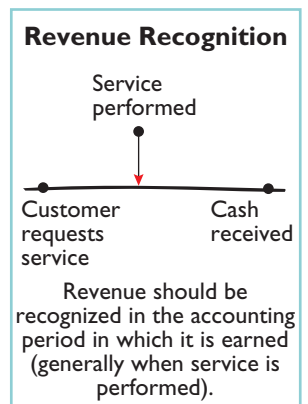 Revenue Recognition
Service
performed
Customer
requests
service
Cash
received
Revenue should be
recognized in the accounting
period in which it is earned
(generally when service is
performed).